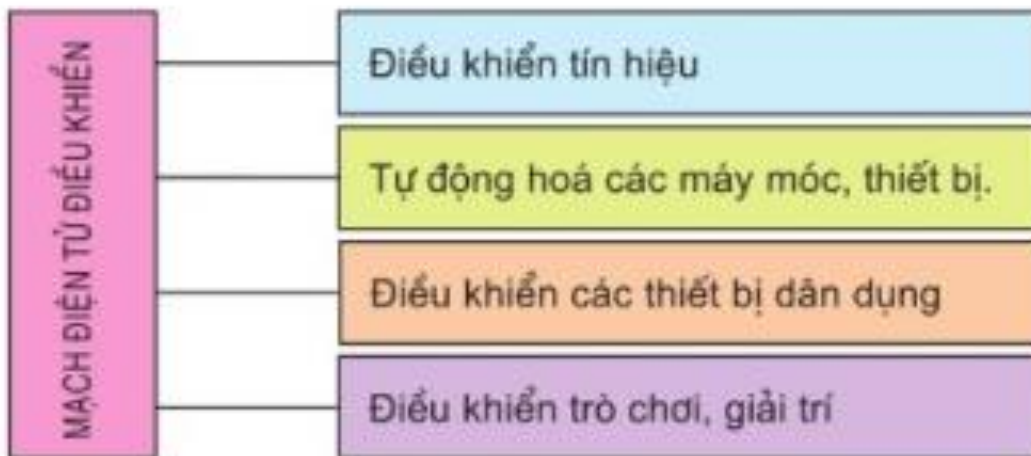 MẠCH ĐIỆN TỬ ĐIỀU KHIỂN
Điều khiển tín hiệu
Tự động hoá các máy móc, thiết bị.
Điều khiển các thiết bị dân dụng
Điều khiển trò chơi, giải trí